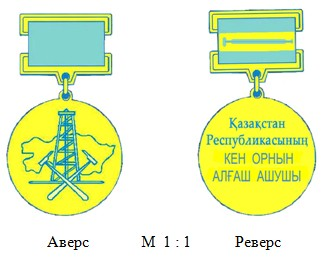 Қазақстан
Республикасының
КЕН ОРНЫН
АЛҒАШ АШУШЫ
Аверс М 1 : 1 Реверс